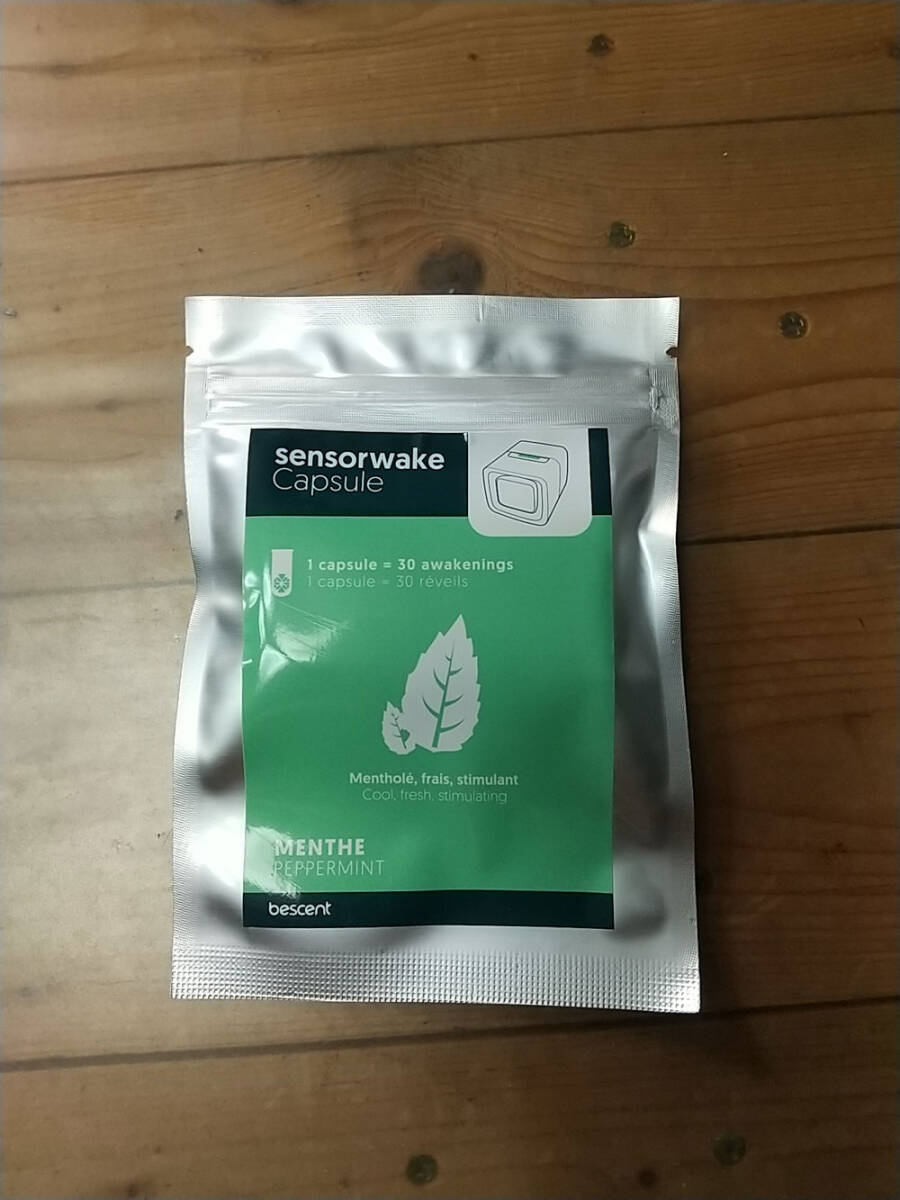 sensorwake
Capsule
1 capsule = 30 awakenings
1 capsule = 30 réveils
Mentholé, frais, stimulant
Cool, fresh, stimulating
MENTHE
PEPPERMINT
bescent